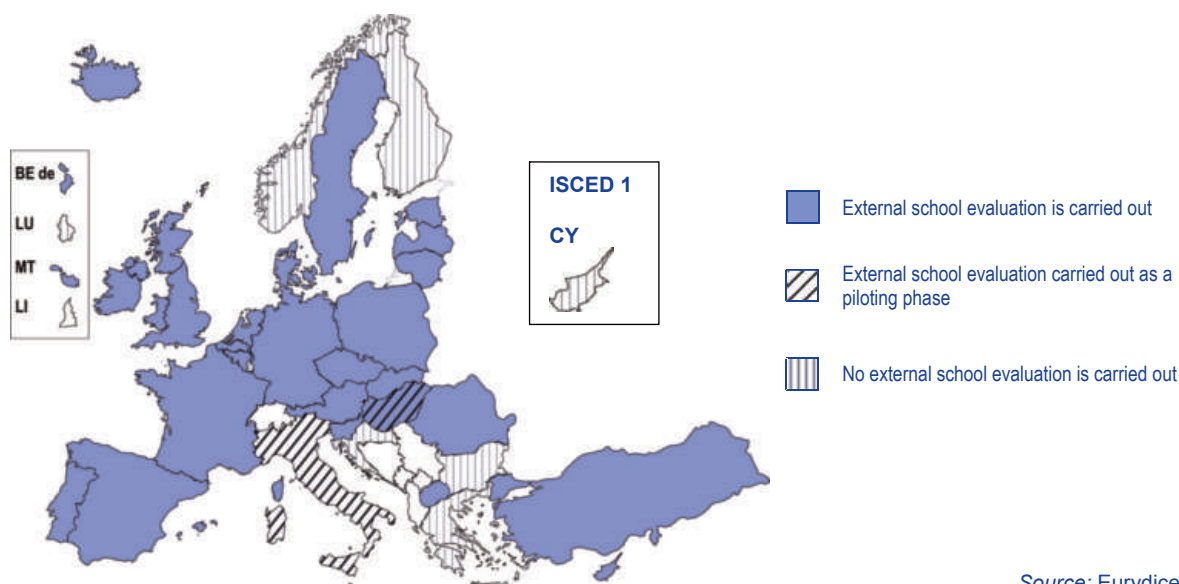 BE de
LU
MT
LI
ISCED 1
CY
External school evaluation is carried out
External school evaluation carried out as a
piloting phase
No external school evaluation is carried out
Source: Eurydice